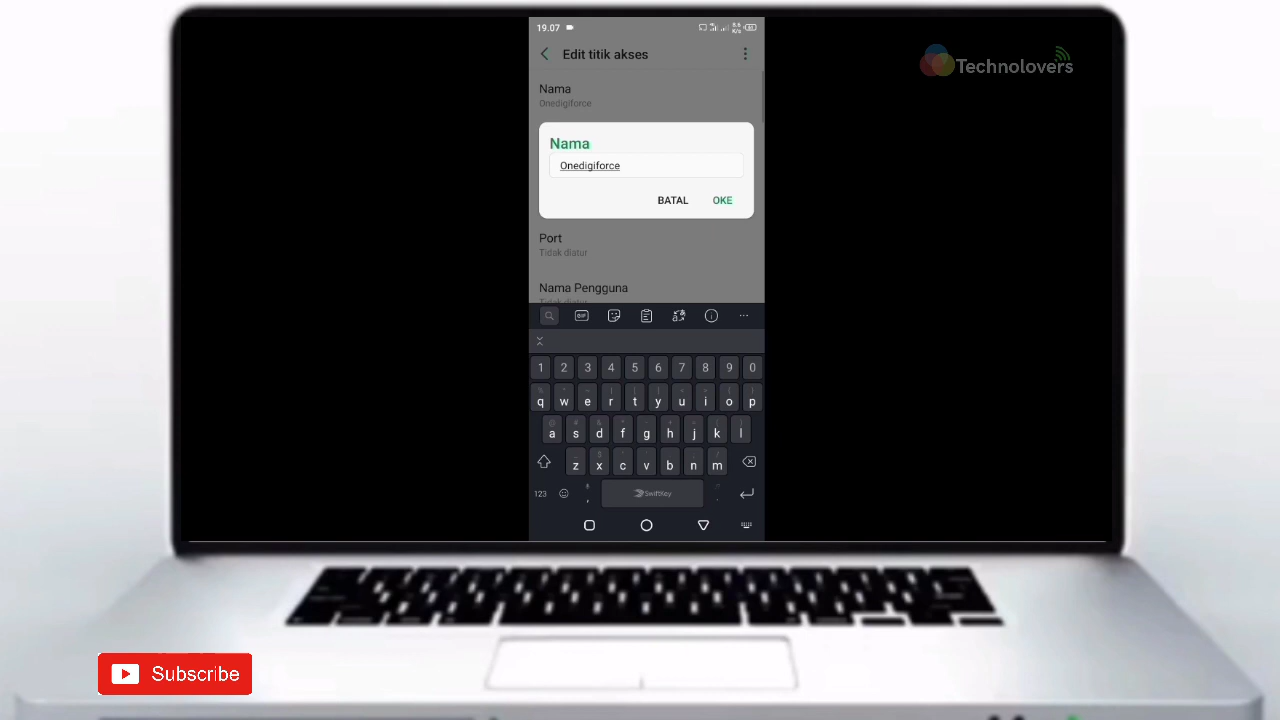 19.07
Edit titik akses
Technolovers
Nama
Onedigiforce
Nama
Onedigiforce
BATAL OKE
Port
Tidak diatur
Nama Pengguna
GIF
1 2 3 4 5 6 7 8 9 0
q w e r t y u i o p
a s d f g h j k l
z x c v b n m
123 , SwiftKey .
Subscribe